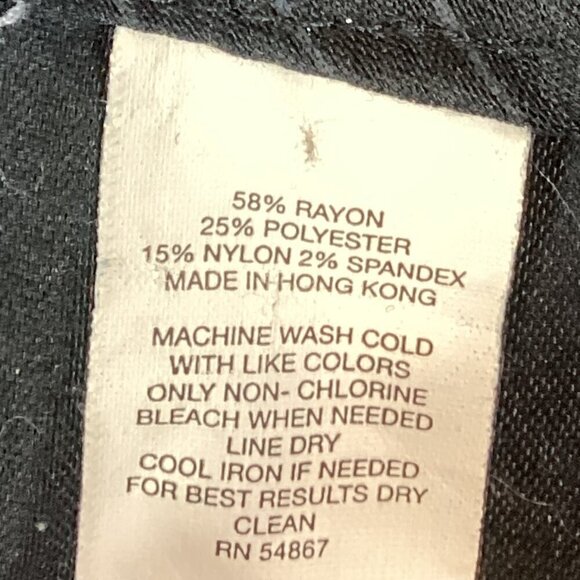 58% RAYON
25% POLYESTER
15% NYLON 2% SPANDEX
MADE IN HONG KONG
MACHINE WASH COLD
WITH LIKE COLORS
ONLY NON- CHLORINE
BLEACH WHEN NEEDED
LINE DRY
COOL IRON IF NEEDED
FOR BEST RESULTS DRY
CLEAN
RN 54867